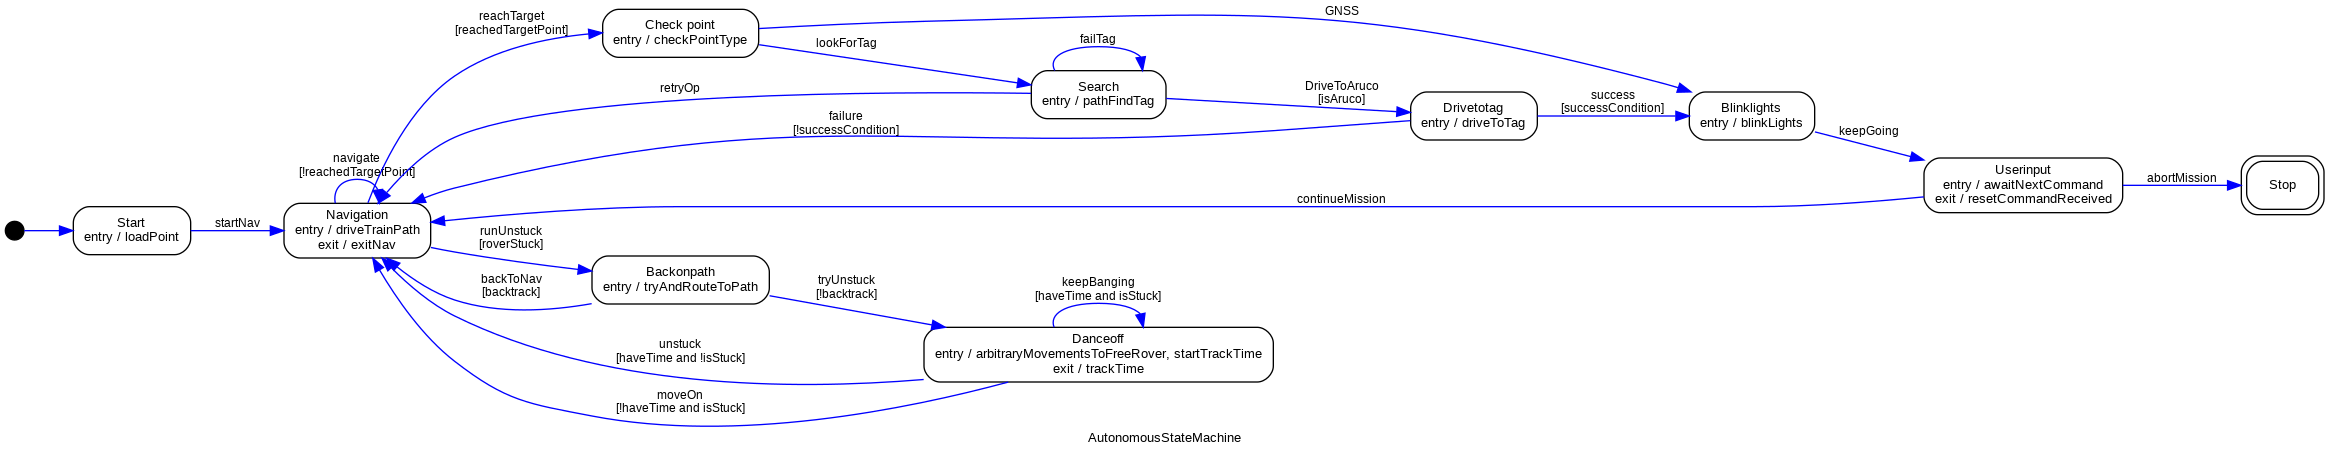 reachTarget
[reachedTargetPoint]
Check point
entry / checkPointType
GNSS
lookForTag
failTag
Search
entry / pathFindTag
retryOp
DriveToAruco
[isAruco]
Drivetotag
entry / driveToTag
success
[successCondition]
Blinklights
entry / blinkLights
failure
[!successCondition]
keepGoing
navigate
[!reachedTargetPoint]
Userinput
entry / awaitNextCommand
exit / resetCommandReceived
abortMission
Stop
continueMission
Start
entry / loadPoint
startNav
Navigation
entry / driveTrainPath
exit / exitNav
runUnstuck
[roverStuck]
Backonpath
entry / tryAndRouteToPath
backToNav
[backtrack]
tryUnstuck
[!backtrack]
keepBanging
[haveTime and isStuck]
Danceoff
entry / arbitraryMovementsToFreeRover, startTrackTime
exit / trackTime
unstuck
[haveTime and !isStuck]
moveOn
[!haveTime and isStuck]
AutonomousStateMachine